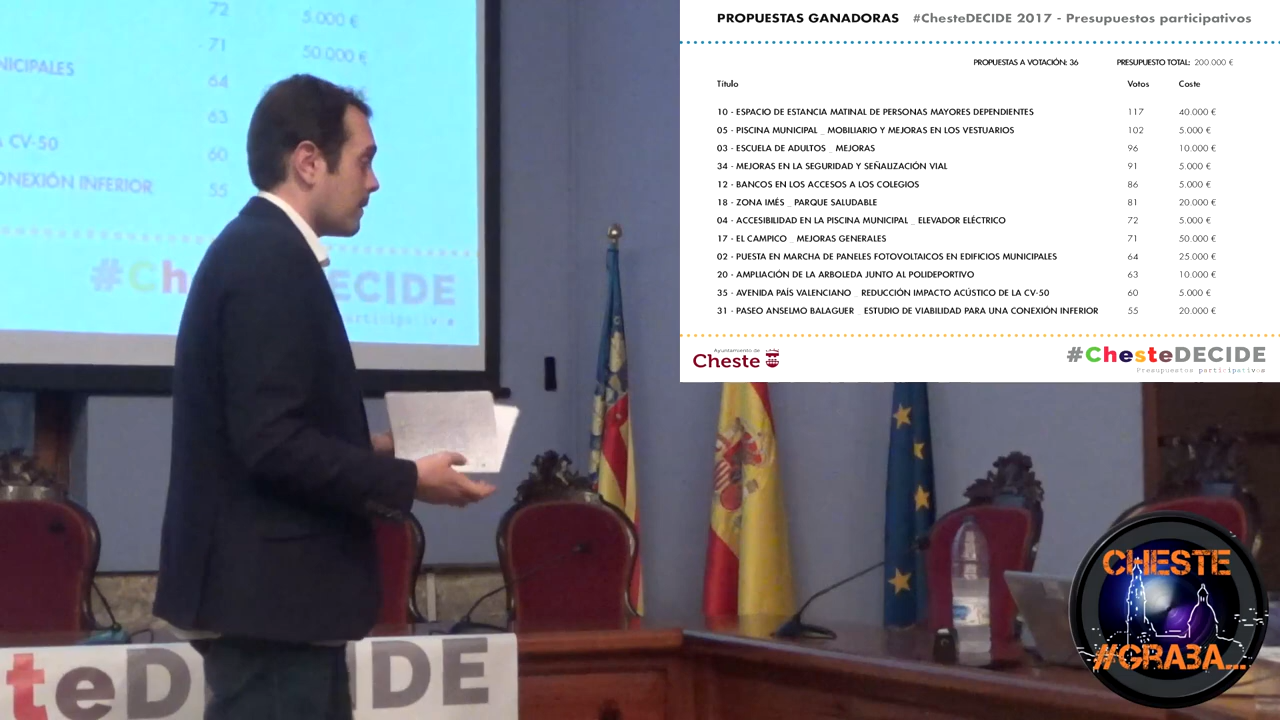 72 5.000 €
- 71 50.000 €
NICIPALES 64
63
A CV-50 60
ONEXIÓN INFERIOR 55
#Ch ECIDE
articipativ
teD DE
PROPUESTAS GANADORAS #ChesteDECIDE 2017 - Presupuestos participativos
PROPUESTAS A VOTACIÓN: 36 PRESUPUESTO TOTAL: 200.000 €
Título Votos Coste
10 - ESPACIO DE ESTANCIA MATINAL DE PERSONAS MAYORES DEPENDIENTES 117 40.000 €
05 - PISCINA MUNICIPAL _ MOBILIARIO Y MEJORAS EN LOS VESTUARIOS 102 5.000 €
03 - ESCUELA DE ADULTOS _ MEJORAS 96 10.000 €
34 - MEJORAS EN LA SEGURIDAD Y SEÑALIZACIÓN VIAL 91 5.000 €
12 - BANCOS EN LOS ACCESOS A LOS COLEGIOS 86 5.000 €
18 - ZONA IMÉS _ PARQUE SALUDABLE 81 20.000 €
04 - ACCESIBILIDAD EN LA PISCINA MUNICIPAL _ ELEVADOR ELÉCTRICO 72 5.000 €
17 - EL CAMPICO _ MEJORAS GENERALES 71 50.000 €
02 - PUESTA EN MARCHA DE PANELES FOTOVOLTAICOS EN EDIFICIOS MUNICIPALES 64 25.000 €
20 - AMPLIACIÓN DE LA ARBOLEDA JUNTO AL POLIDEPORTIVO 63 10.000 €
35 - AVENIDA PAÍS VALENCIANO _ REDUCCIÓN IMPACTO ACÚSTICO DE LA CV-50 60 5.000 €
31 - PASEO ANSELMO BALAGUER _ ESTUDIO DE VIABILIDAD PARA UNA CONEXIÓN INFERIOR 55 20.000 €
Ayuntamiento de
Cheste
#ChesteDECIDE
Presupuestos participativos
CHESTE
#GRABA...